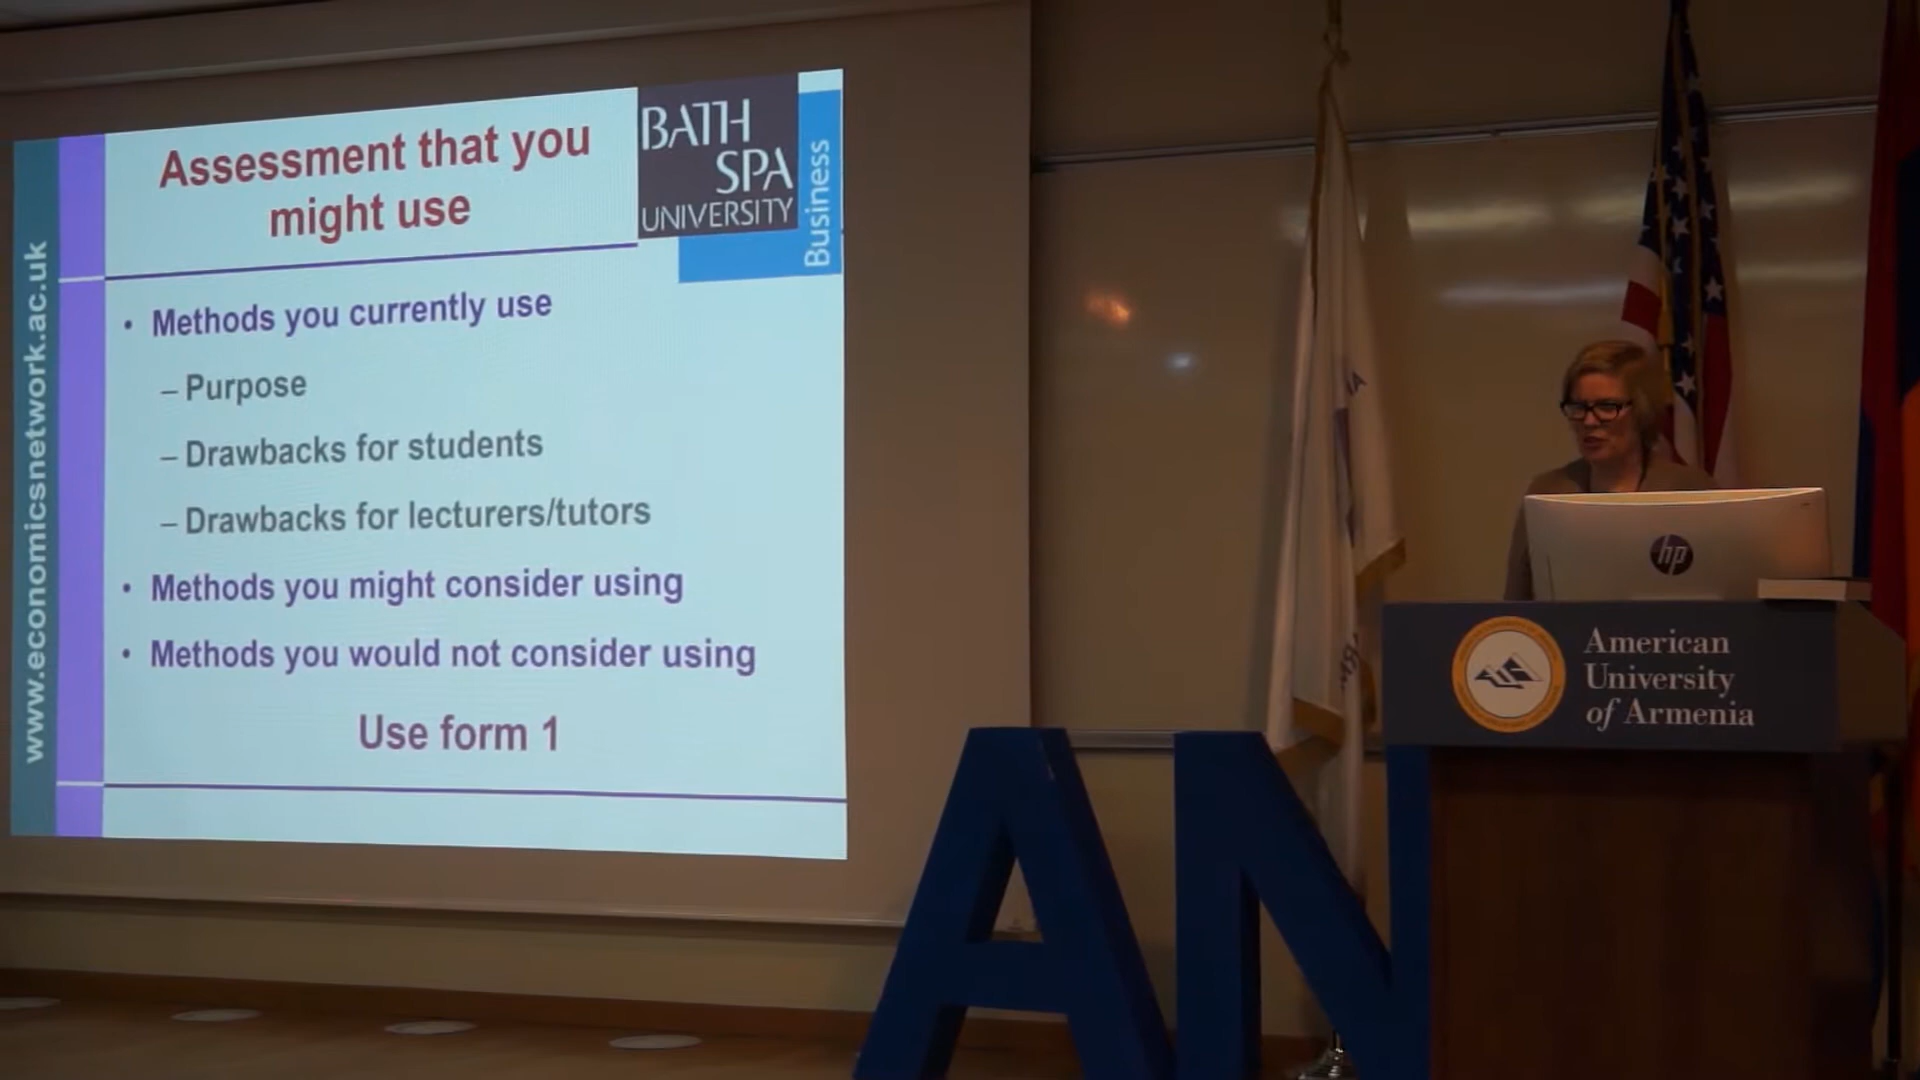 www.economicsnetwork.ac.uk
Assessment that you
might use
BATH
SPA
UNIVERSITY
Business
• Methods you currently use
– Purpose
– Drawbacks for students
– Drawbacks for lecturers/tutors
• Methods you might consider using
• Methods you would not consider using
Use form 1
hp
American
University
of Armenia
AN